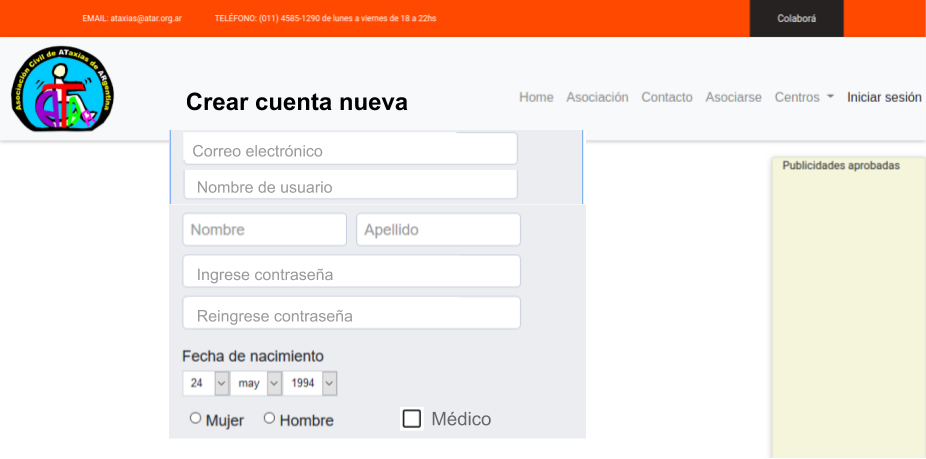 EMAIL: ataxias@atar.org.ar TELÉFONO: (011) 4585-1290 de lunes a viernes de 18 a 22hs Colaborá
Asociación Civil de ATaxias de ARgentina
Crear cuenta nueva
Home Asociación Contacto Asociarse Centros Iniciar sesión
Correo electrónico
Publicidades aprobadas
Nombre de usuario
Nombre Apellido
Ingrese contraseña
Reingrese contraseña
Fecha de nacimiento
24 may 1994
Mujer Hombre Médico